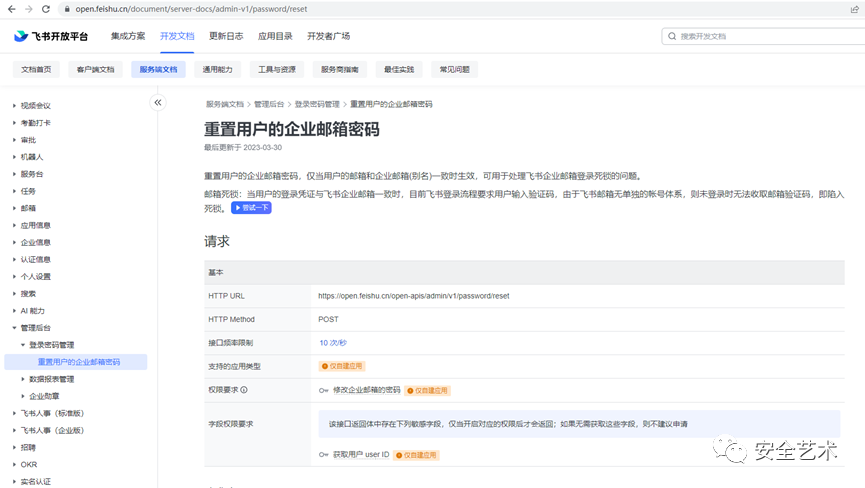 open.feishu.cn/document/server-docs/admin-v1/password/reset
飞书开放平台 集成方案 开发文档 更新日志 应用目录 开发者广场 搜索开发文档
文档首页 客户端文档 服务端文档 通用能力 工具与资源 服务商指南 最佳实践 常见问题
视频会议
考勤打卡
审批
机器人
服务台
任务
邮箱
应用信息
企业信息
认证信息
个人设置
搜索
AI 能力
管理后台
登录密码管理
重置用户的企业邮箱密码
数据报表管理
企业勋章
飞书人事（标准版）
飞书人事（企业版）
招聘
OKR
实名认证
服务端文档 > 管理后台 > 登录密码管理 > 重置用户的企业邮箱密码
重置用户的企业邮箱密码
最后更新于 2023-03-30
重置用户的企业邮箱密码，仅当用户的邮箱和企业邮箱(别名)一致时生效，可用于处理飞书企业邮箱登录死锁的问题。
邮箱死锁：当用户的登录凭证与飞书企业邮箱一致时，目前飞书登录流程要求用户输入验证码，由于飞书邮箱无单独的帐号体系，则未登录时无法收取邮箱验证码，即陷入
死锁。 尝试一下
请求
基本
HTTP URL https://open.feishu.cn/open-apis/admin/v1/password/reset
HTTP Method POST
接口频率限制 10 次/秒
支持的应用类型 仅自建应用
权限要求 修改企业邮箱的密码 仅自建应用
字段权限要求 该接口返回体中存在下列敏感字段，仅当开启对应的权限后才会返回；如果无需获取这些字段，则不建议申请
获取用户 user ID 仅自建应用
安全艺术